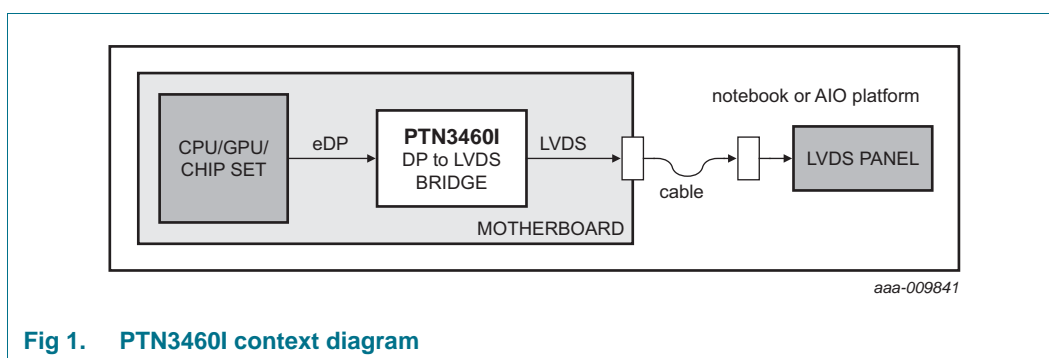 notebook or AIO platform
CPU/GPU/
CHIP SET
eDP
PTN3460I
DP to LVDS
BRIDGE
LVDS
cable
LVDS PANEL
MOTHERBOARD
aaa-009841
Fig 1. PTN3460I context diagram